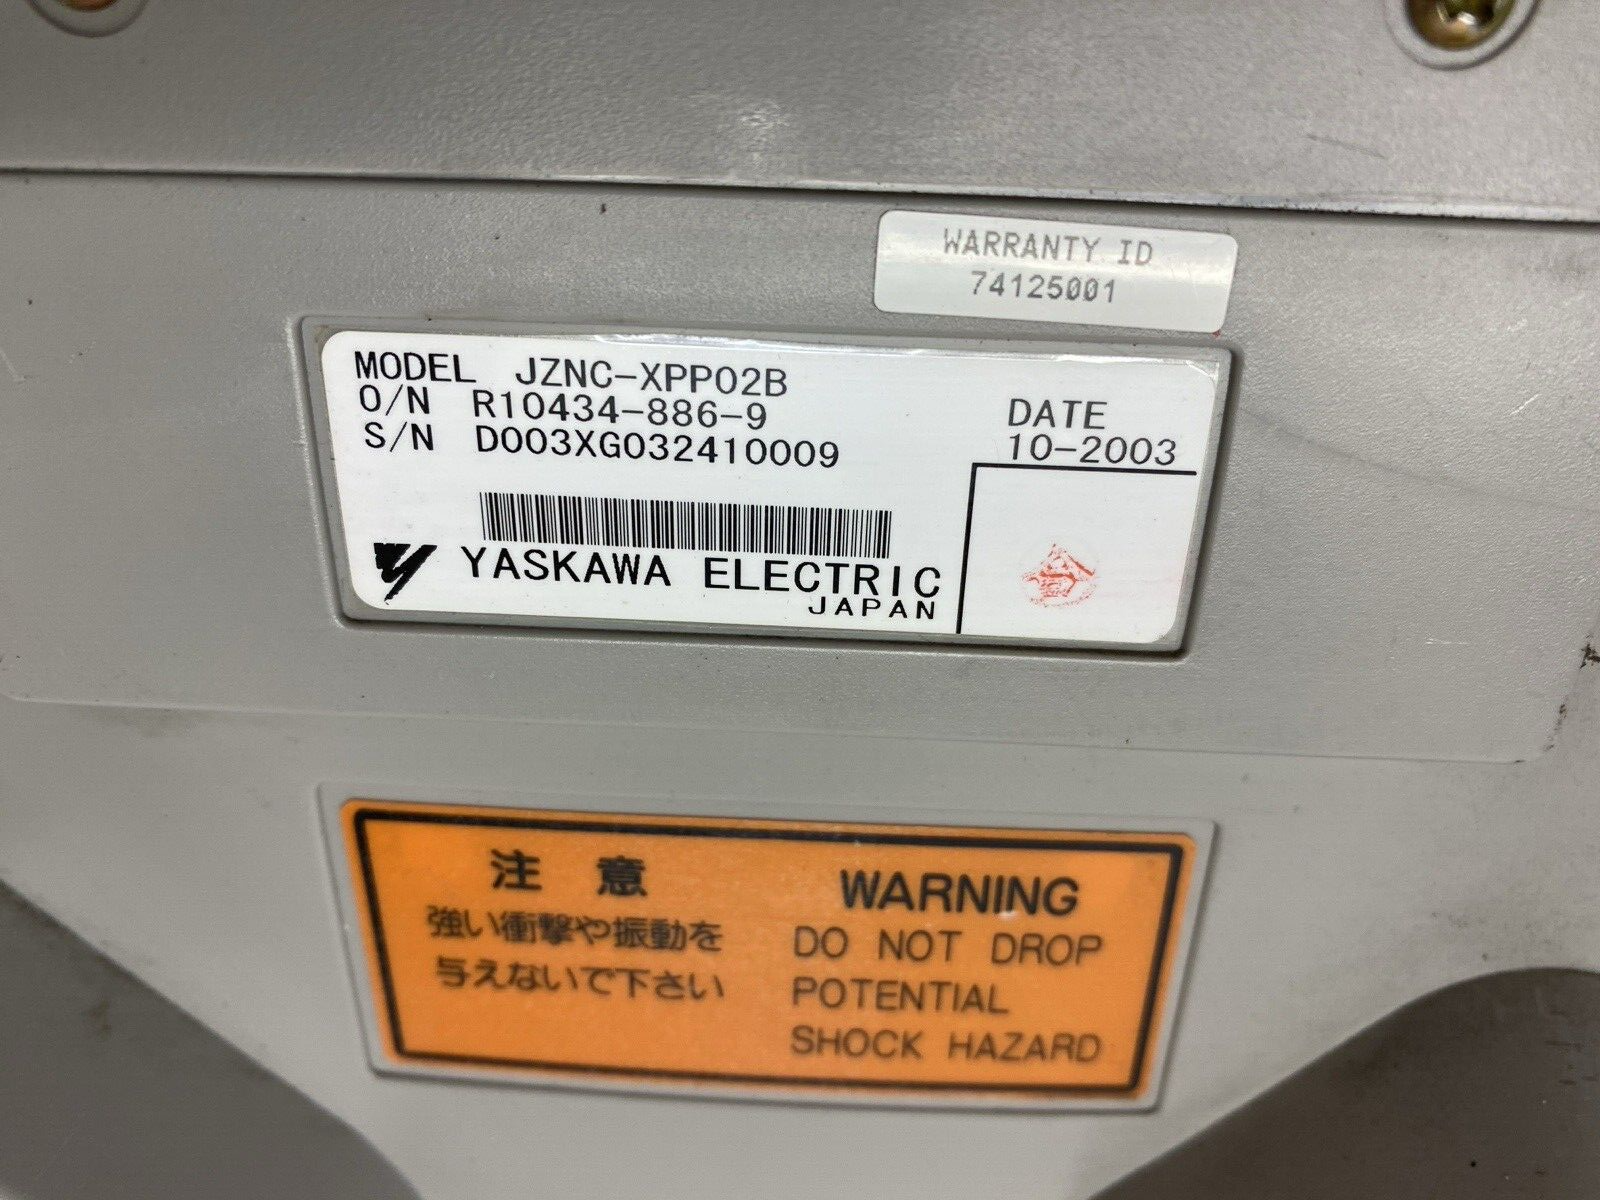 WARRANTY ID
74125001
MODEL JZNC-XPP02B
O/N R10434-886-9
S/N D003XG032410009
DATE
10-2003
YASKAWA ELECTRIC
JAPAN
注 意
強い衝撃や振動を
与えないで下さい
WARNING
DO NOT DROP
POTENTIAL
SHOCK HAZARD